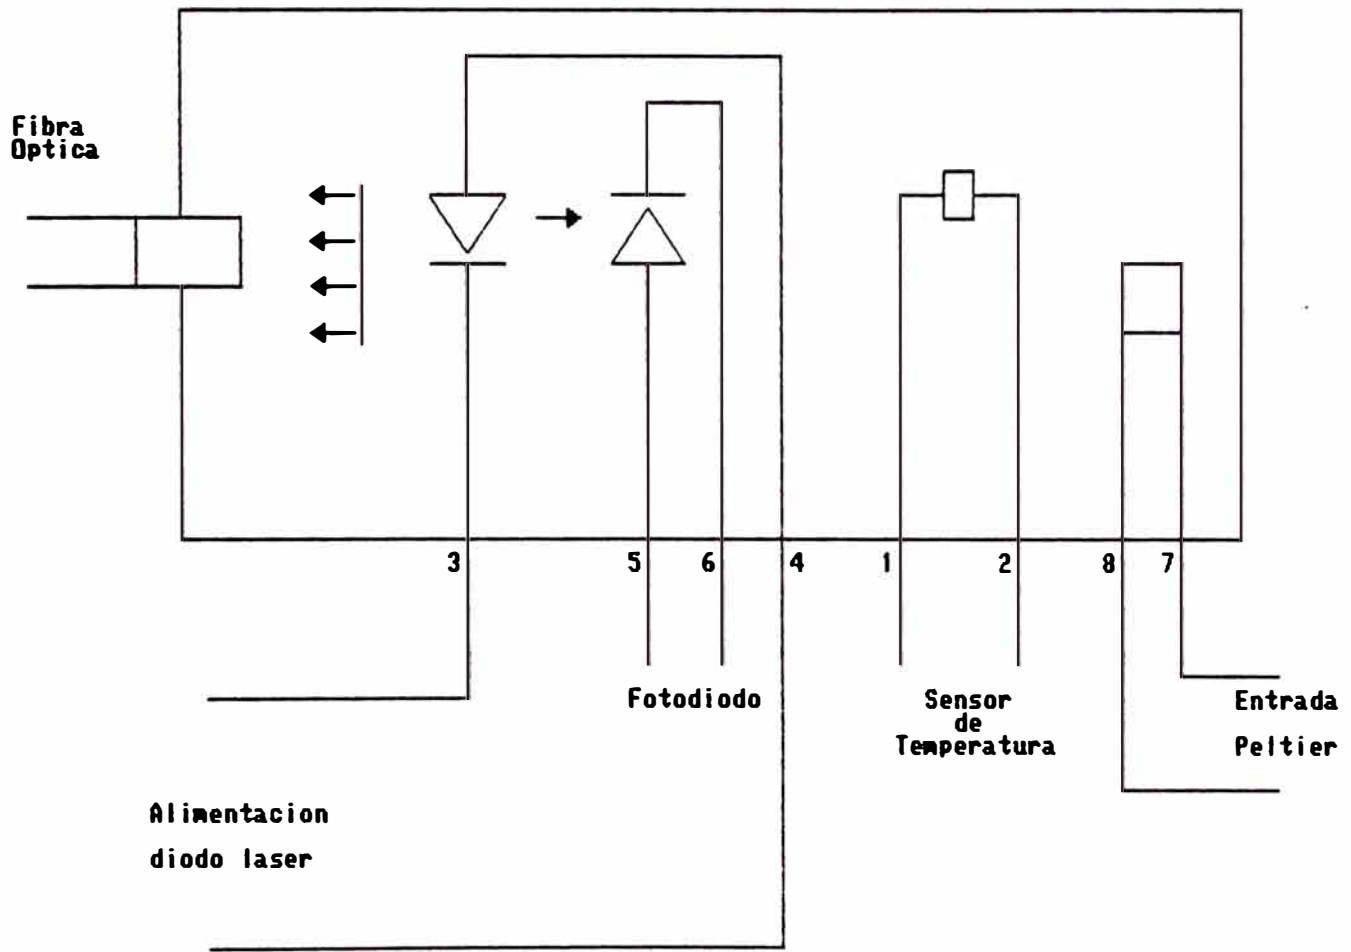 Fibra
Optica
3
5
6
4
1
2
8
7
Fotodiodo
Sensor
de
Temperatura
Entrada
Peltier
Alimentacion
diodo laser